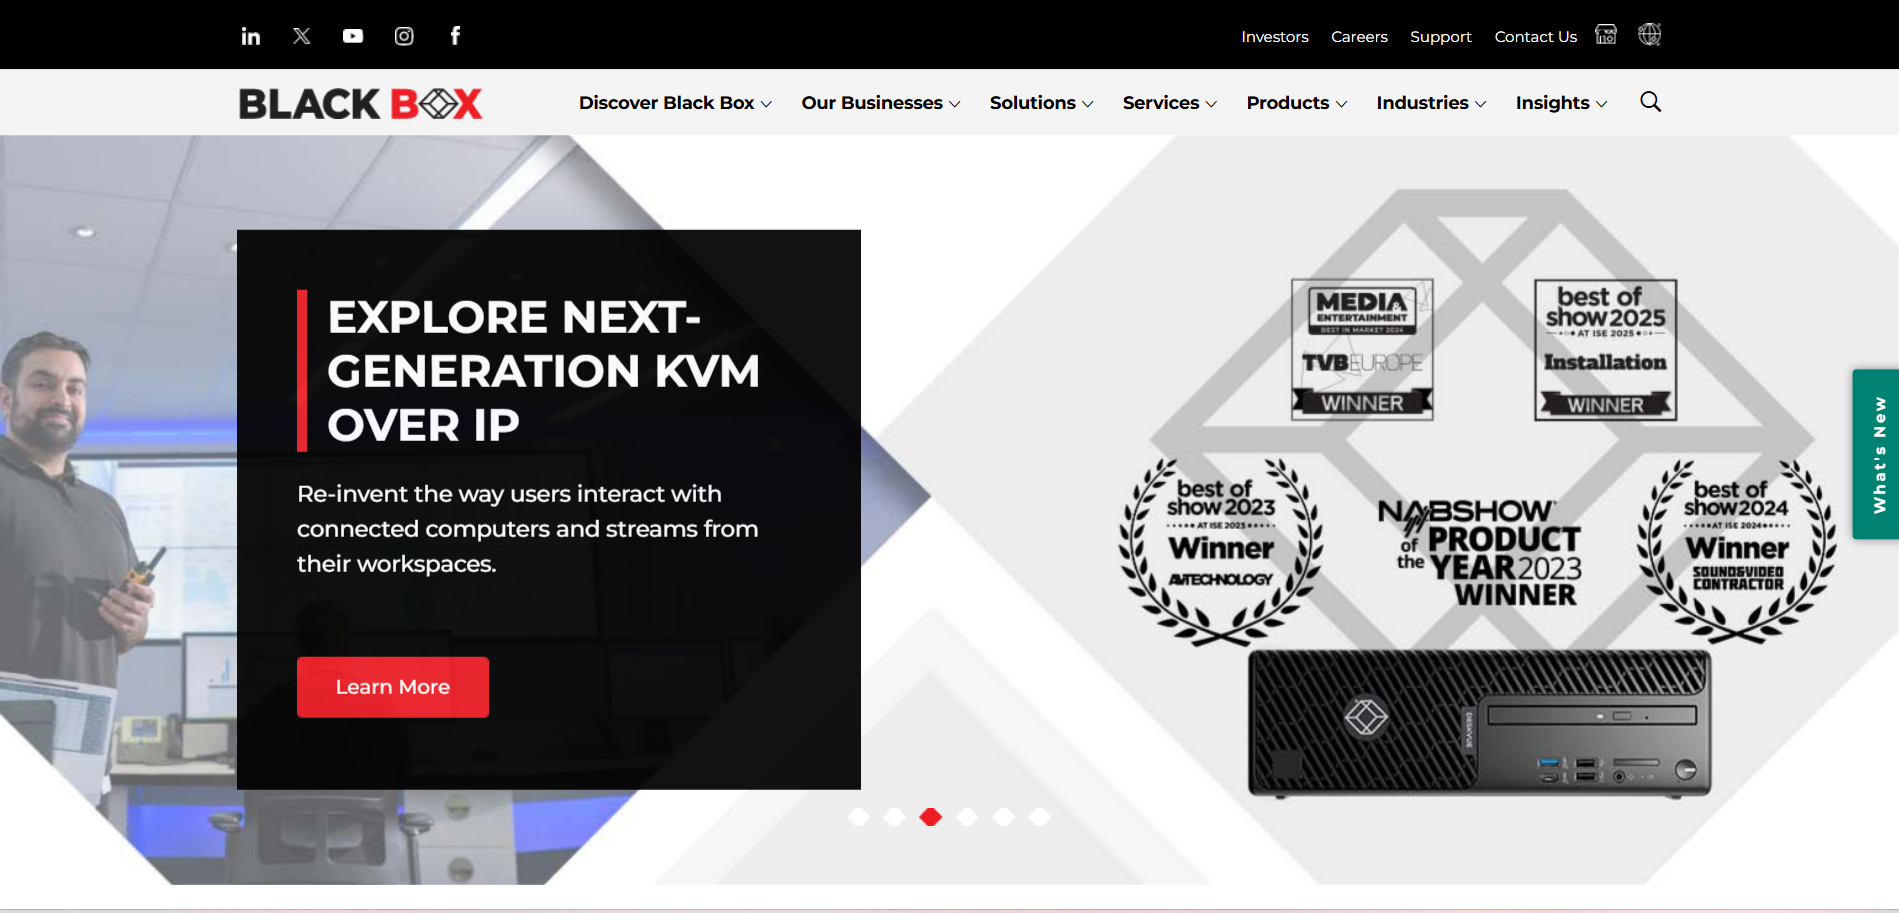 in
Investors Careers Support Contact Us
BLACK BOX
Discover Black Box Our Businesses Solutions Services Products Industries Insights
EXPLORE NEXT-
GENERATION KVM
OVER IP
Re-invent the way users interact with
connected computers and streams from
their workspaces.
Learn More
MEDIA &
ENTERTAINMENT
BEST IN MARKET 2024
TVBEUROPE
WINNER
best of
show 2025
AT ISE 2025
Installation
WINNER
best of
show 2023
AT ISE 2023
Winner
AVTECHNOLOGY
NABSHOW
of the PRODUCT
YEAR 2023
WINNER
best of
show 2024
AT ISE 2024
Winner
SOUND&VIDEO
CONTRACTOR
DESKVUE
What's New